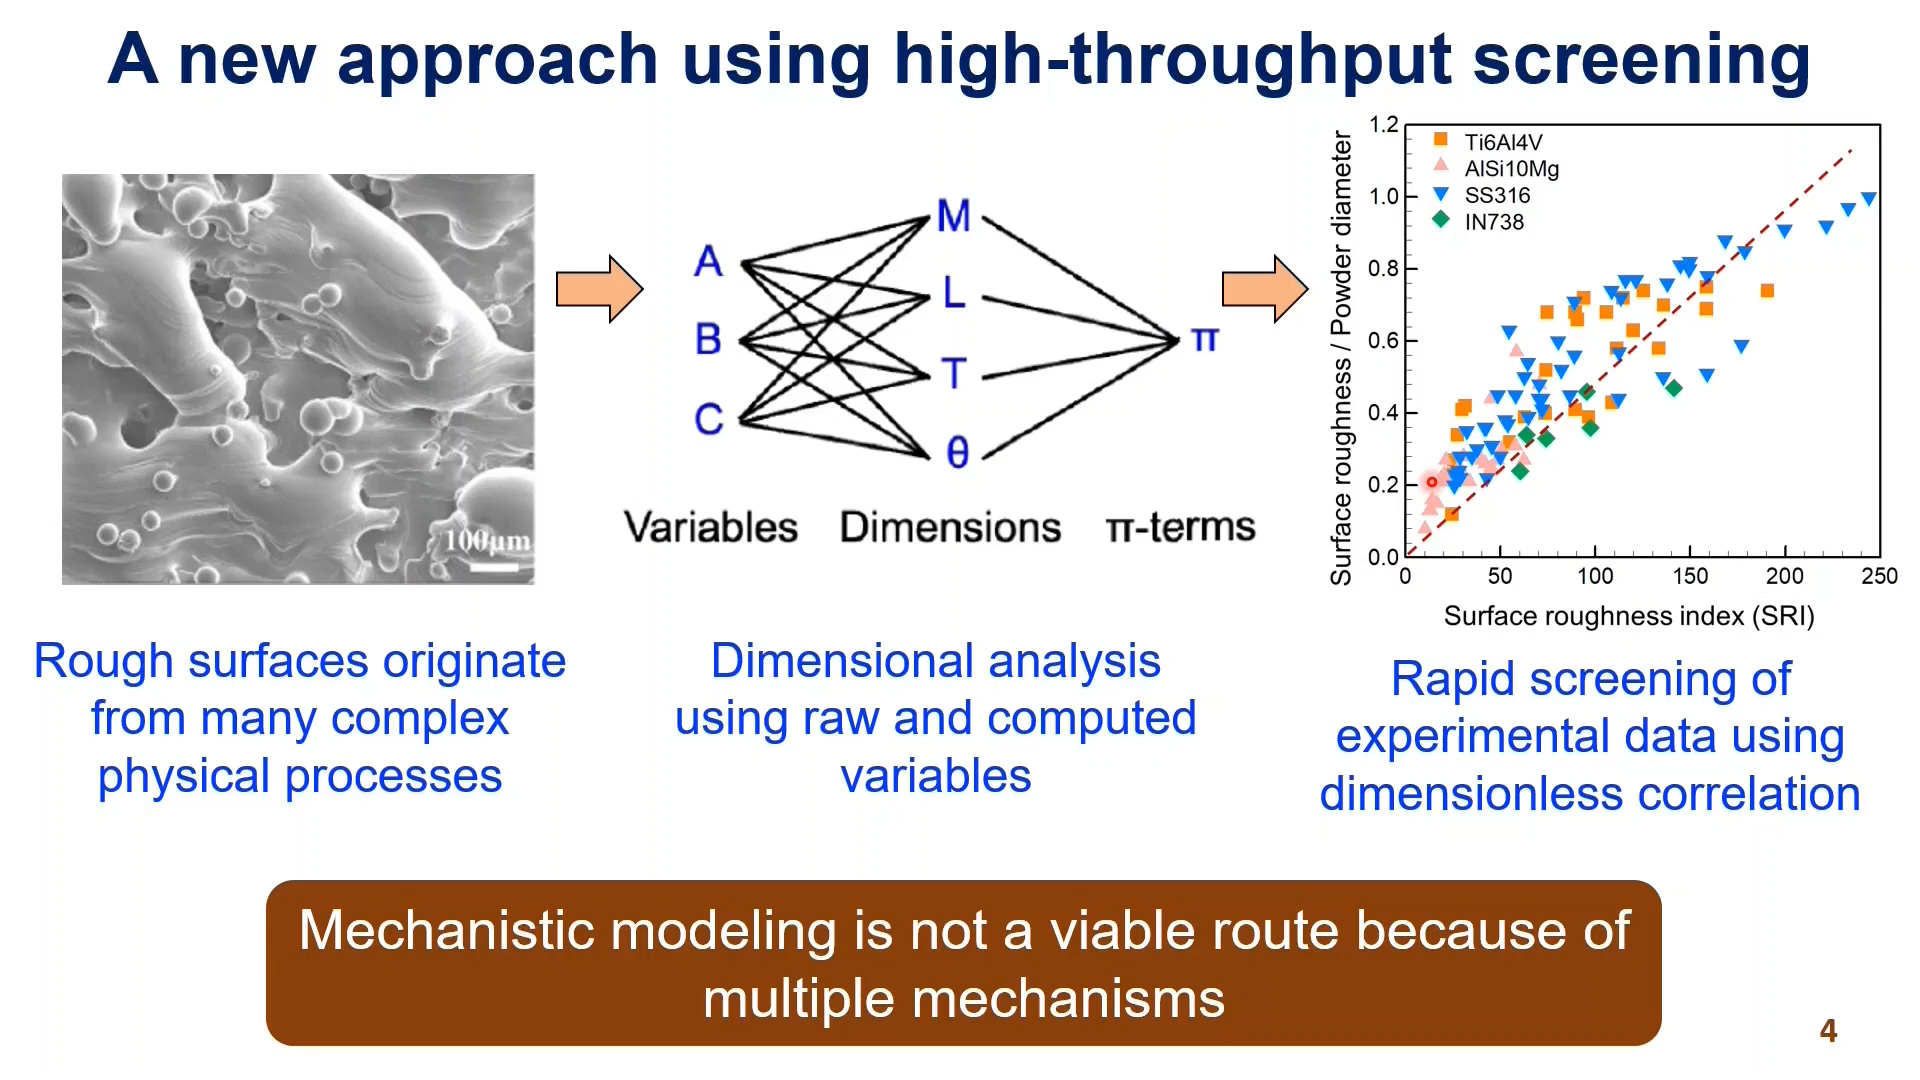 A new approach using high-throughput screening
100μm
A
B
C
M
L
T
θ
π
Variables
Dimensions
π-terms
Surface roughness / Powder diameter
1.2
1.0
0.8
0.6
0.4
0.2
0.0
Ti6Al4V
AlSi10Mg
SS316
IN738
0
50
100
150
200
250
Surface roughness index (SRI)
Rough surfaces originate
from many complex
physical processes
Dimensional analysis
using raw and computed
variables
Rapid screening of
experimental data using
dimensionless correlation
Mechanistic modeling is not a viable route because of
multiple mechanisms
4